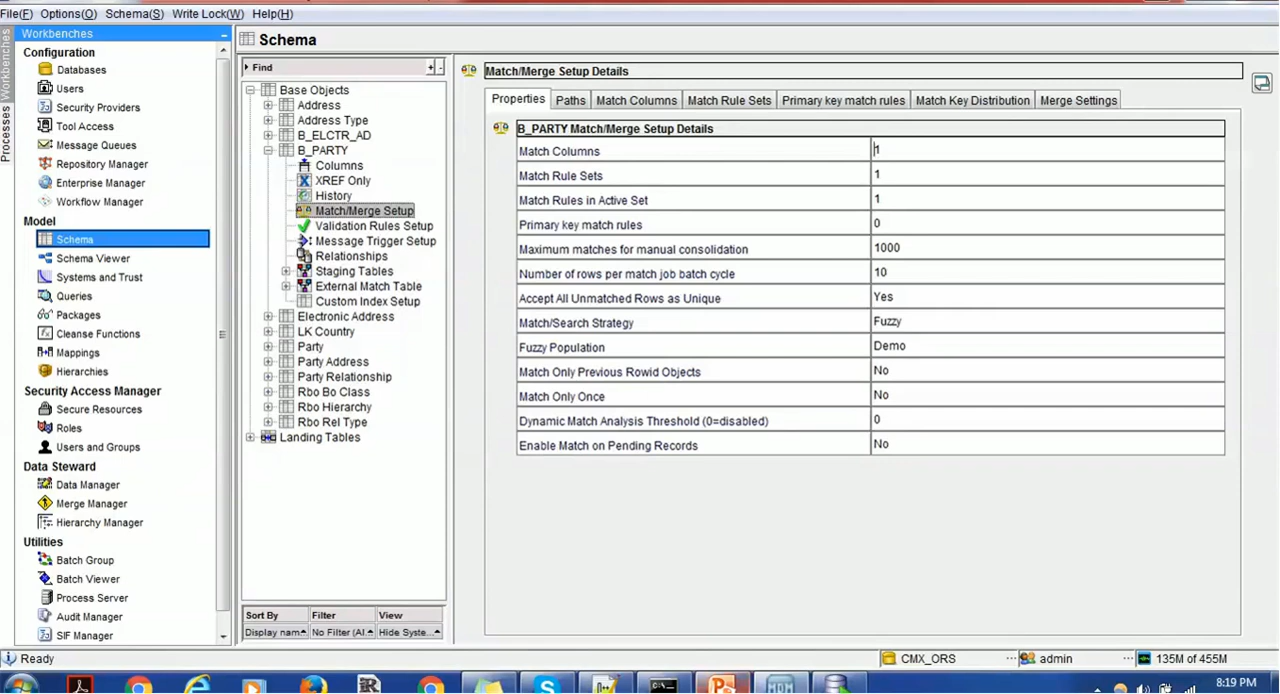 File(F) Options(O) Schema(S) Write Lock(W) Help(H)
Processes Workbenches
Workbenches
Configuration
Databases
Users
Security Providers
Tool Access
Message Queues
Repository Manager
Enterprise Manager
Workflow Manager
Model
Schema
Schema Viewer
Systems and Trust
Queries
Packages
Cleanse Functions
Mappings
Hierarchies
Security Access Manager
Secure Resources
Roles
Users and Groups
Data Steward
Data Manager
Merge Manager
Hierarchy Manager
Utilities
Batch Group
Batch Viewer
Process Server
Audit Manager
SIF Manager
Schema
Find
+ -
Base Objects
Address
Address Type
B_ELCTR_AD
B_PARTY
Columns
XREF Only
History
Match/Merge Setup
Validation Rules Setup
Message Trigger Setup
Relationships
Staging Tables
External Match Table
Custom Index Setup
Electronic Address
LK Country
Party
Party Address
Party Relationship
Rbo Bo Class
Rbo Hierarchy
Rbo Rel Type
Landing Tables
Sort By Filter View
Display nam No Filter (Al. Hide Syste...
Match/Merge Setup Details
Properties Paths Match Columns Match Rule Sets Primary key match rules Match Key Distribution Merge Settings
B_PARTY Match/Merge Setup Details
Match Columns 1
Match Rule Sets 1
Match Rules in Active Set 1
Primary key match rules 0
Maximum matches for manual consolidation 1000
Number of rows per match job batch cycle 10
Accept All Unmatched Rows as Unique Yes
Match/Search Strategy Fuzzy
Fuzzy Population Demo
Match Only Previous Rowid Objects No
Match Only Once No
Dynamic Match Analysis Threshold (0=disabled) 0
Enable Match on Pending Records No
Ready CMX_ORS admin 135M of 455M
8:19 PM